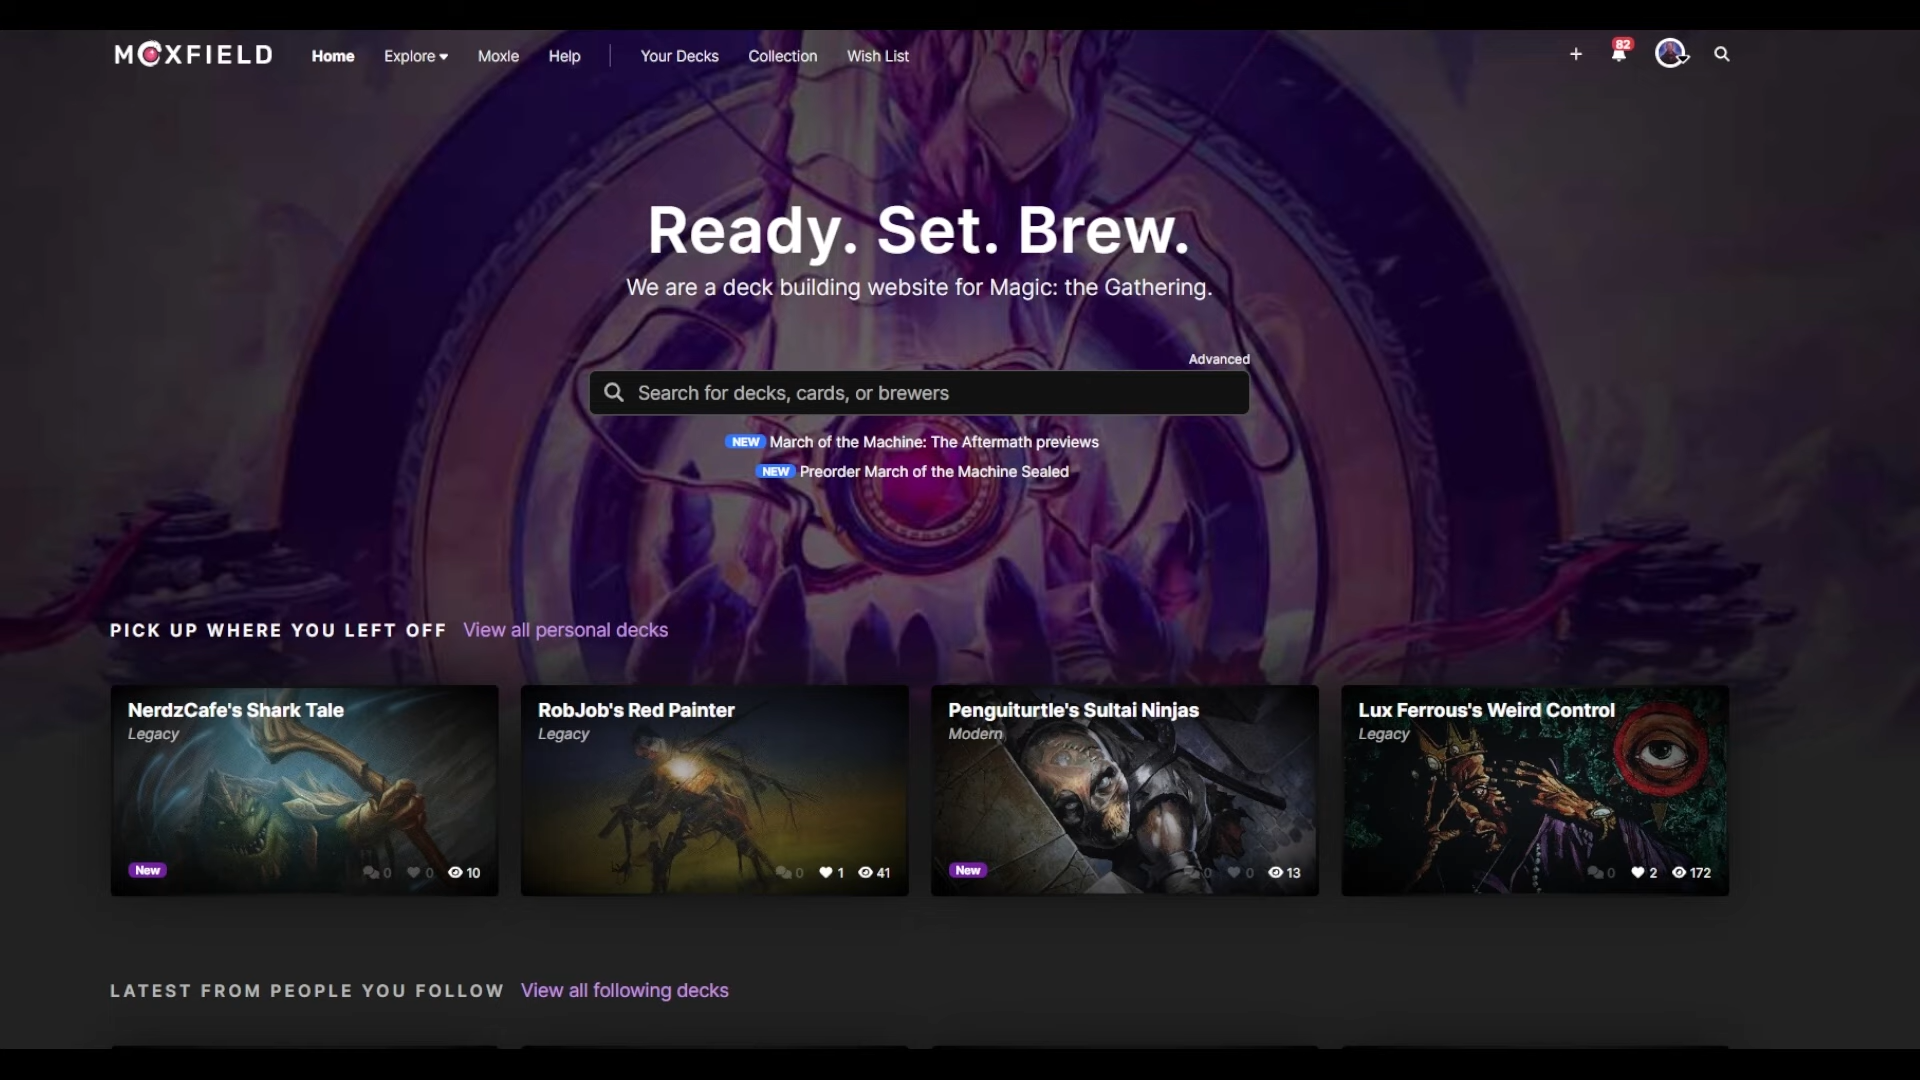 MOXFIELD Home Explore Moxle Help Your Decks Collection Wish List 82
Ready. Set. Brew.
We are a deck building website for Magic: the Gathering.
Advanced
Search for decks, cards, or brewers
NEW March of the Machine: The Aftermath previews
NEW Preorder March of the Machine Sealed
PICK UP WHERE YOU LEFT OFF View all personal decks
NerdzCafe's Shark Tale
Legacy
New 0 0 10
RobJob's Red Painter
Legacy
0 1 41
Penguiturtle's Sultai Ninjas
Modern
New 0 0 13
Lux Ferrous's Weird Control
Legacy
0 2 172
LATEST FROM PEOPLE YOU FOLLOW View all following decks